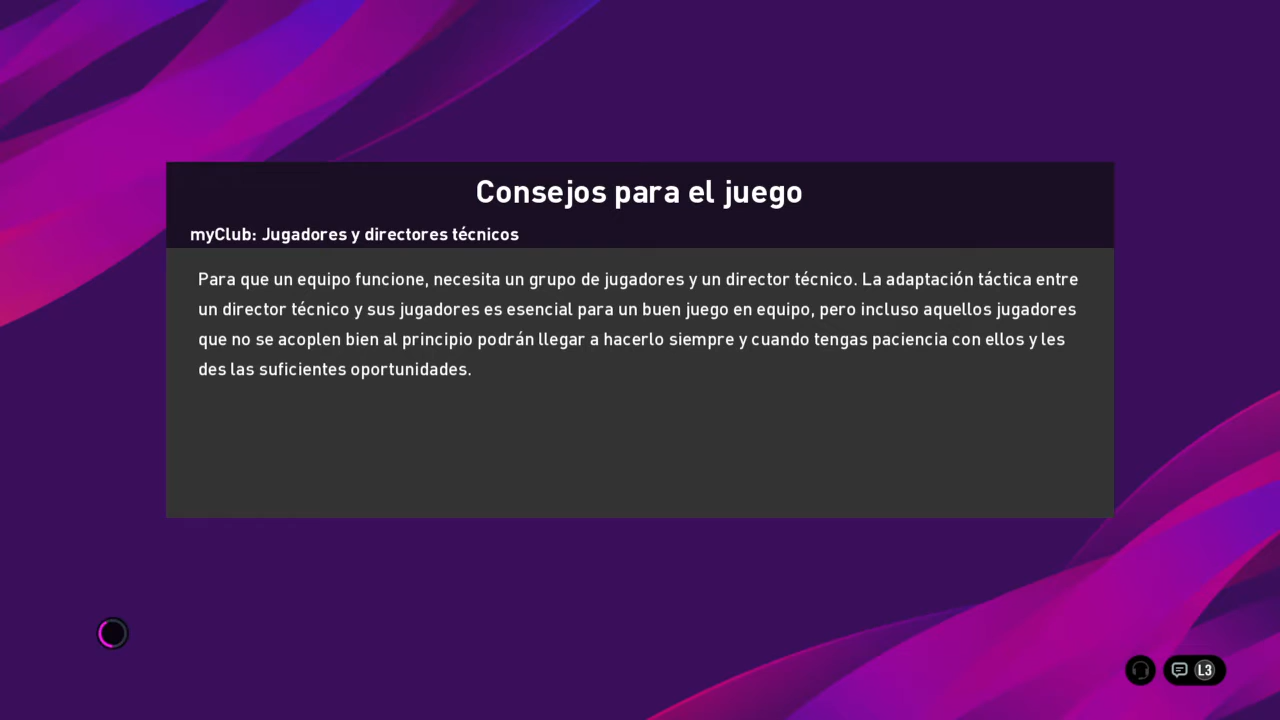 Consejos para el juego
myClub: Jugadores y directores técnicos
Para que un equipo funcione, necesita un grupo de jugadores y un director técnico. La adaptación táctica entre
un director técnico y sus jugadores es esencial para un buen juego en equipo, pero incluso aquellos jugadores
que no se acoplen bien al principio podrán llegar a hacerlo siempre y cuando tengas paciencia con ellos y les
des las suficientes oportunidades.
L3